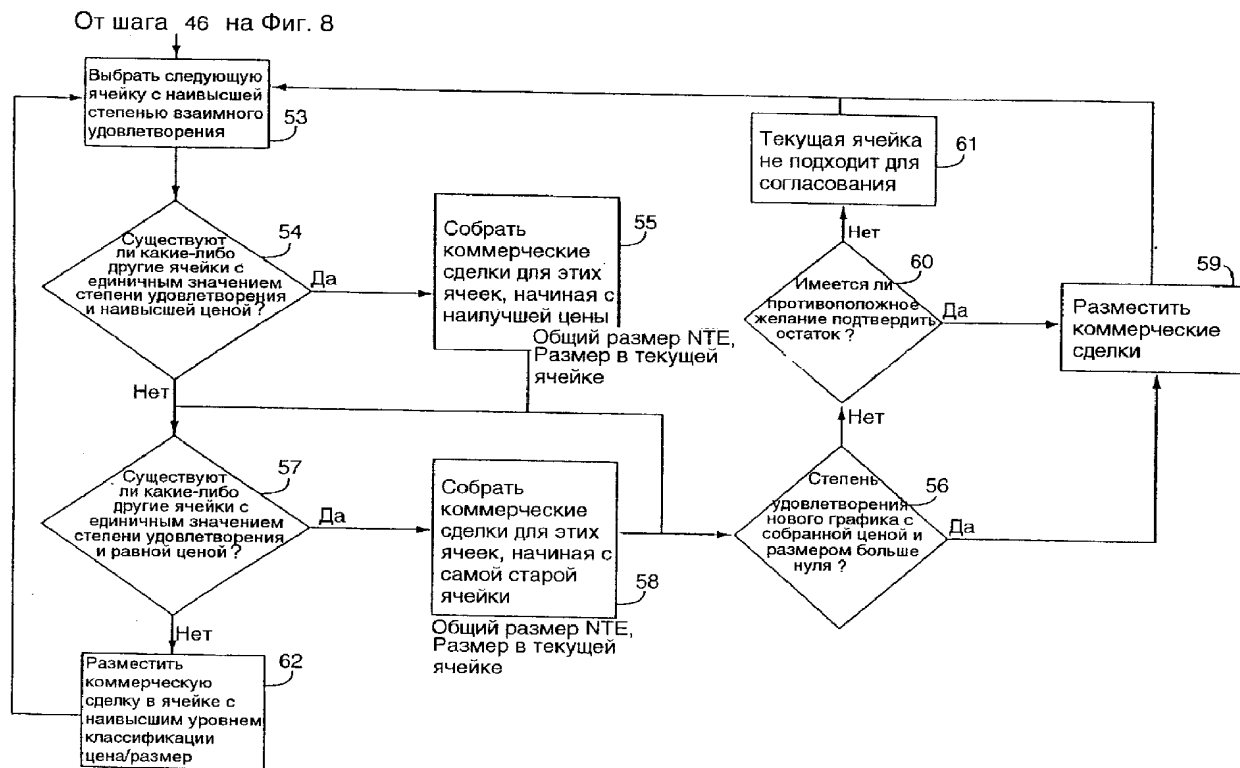 От шага 46 на Фиг. 8
Выбрать следующую
ячейку с наивысшей
степенью взаимного
удовлетворения
53
Существуют
ли какие-либо
другие ячейки с
единичным значением
степени удовлетворения
и наивысшей ценой ?
54
Да
Нет
Собрать
коммерческие
сделки для этих
ячеек, начиная с
наилучшей цены
55
Общий размер NTE,
Размер в текущей
ячейке
Существуют
ли какие-либо
другие ячейки с
единичным значением
степени удовлетворения
и равной ценой ?
57
Да
Нет
Собрать
коммерческие
сделки для этих
ячеек, начиная с
самой старой
ячейки
58
Общий размер NTE,
Размер в текущей
ячейке
Разместить
коммерческую
сделку в ячейке с
наивысшим уровнем
классификации
цена/размер
62
Текущая ячейка
не подходит для
согласования
61
Нет
Имеется ли
противоположное
желание подтвердить
остаток ?
60
Да
Нет
Степень
удовлетворения
нового графика с
собранной ценой и
размером больше
нуля ?
56
Да
Разместить
коммерческие
сделки
59